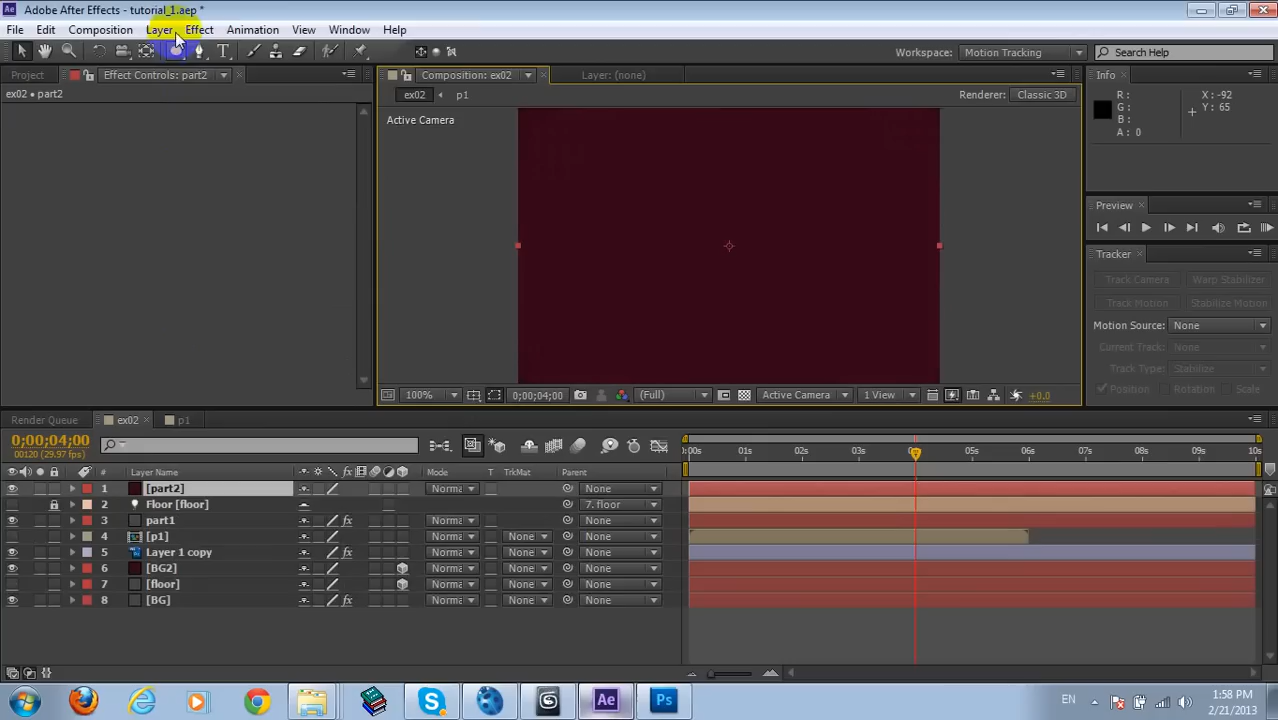 Adobe After Effects - tutorial_1.aep *
File Edit Composition Layer Effect Animation View Window Help
Workspace: Motion Tracking Search Help
Project Effect Controls: part2 Composition: ex02 Layer: (none) Info
ex02 • part2 ex02 p1 Renderer: Classic 3D
R: X: -92
G: Y: 65
B:
A: 0
Active Camera
Preview
Tracker
Track Camera Warp Stabilizer
Track Motion Stabilize Motion
Motion Source: None
Current Track: None
Track Type: Stabilize
Position Rotation Scale
100% 0;00;04;00 (Full) Active Camera 1 View +0.0
Render Queue ex02 p1
0;00;04;00
00120 (29.97 fps)
:00s 01s 02s 03s 05s 06s 07s 08s 09s 10s
# Layer Name Mode T TrkMat Parent
1 [part2] Norma None
2 Floor [floor] 7. floor
3 part1 Norma None
4 [p1] Norma None None
5 Layer 1 copy Norma None None
6 [BG2] Norma None None
7 [floor] Norma None None
8 [BG] Norma None None
EN 1:58 PM
2/21/2013